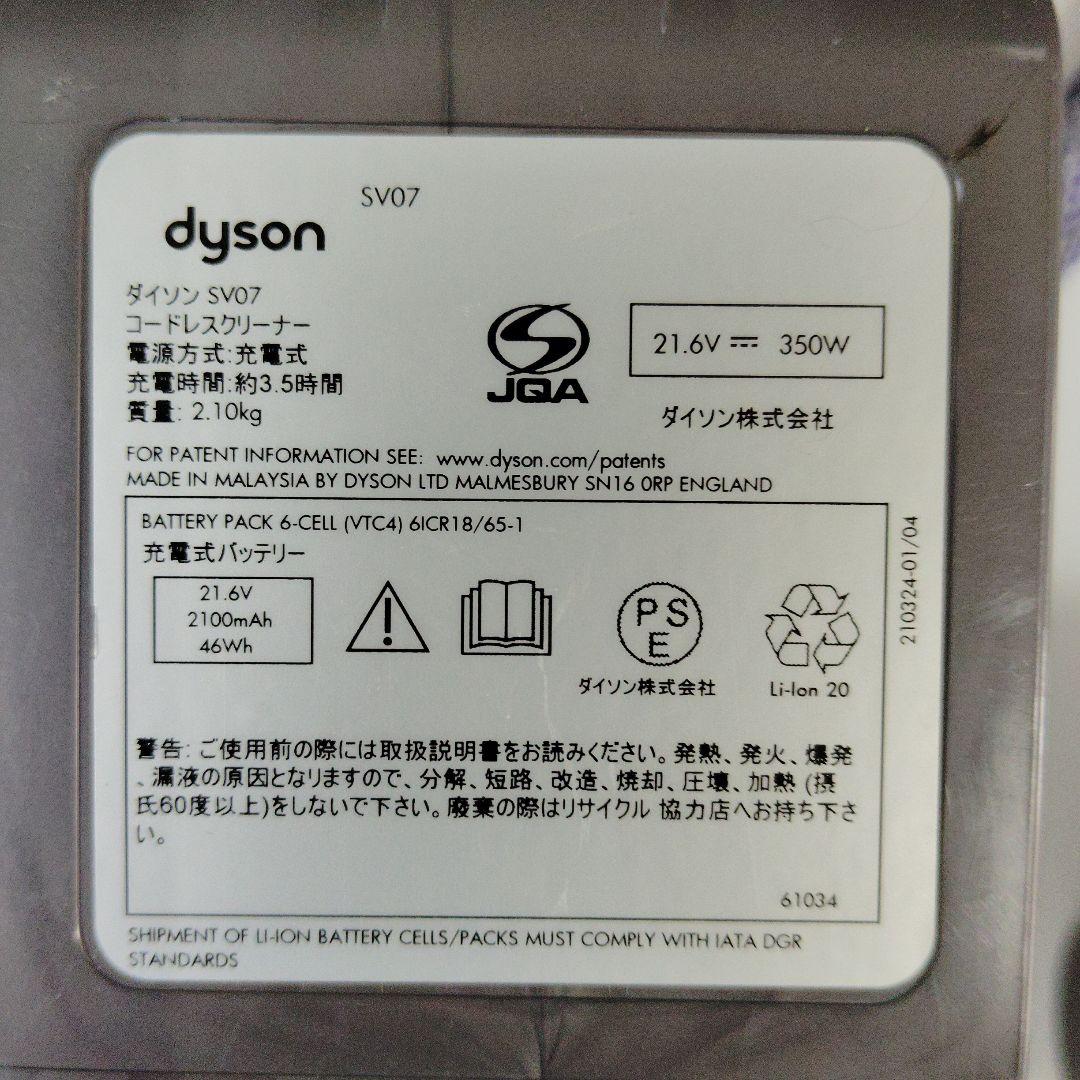 SV07
dyson
ダイソン SV07
コードレスクリーナー
電源方式:充電式
充電時間:約3.5時間
質量: 2.10kg
JQA
21.6V ⎓ 350W
ダイソン株式会社
FOR PATENT INFORMATION SEE: www.dyson.com/patents
MADE IN MALAYSIA BY DYSON LTD MALMESBURY SN16 0RP ENGLAND
BATTERY PACK 6-CELL (VTC4) 6ICR18/65-1
充電式バッテリー
21.6V
2100mAh
46Wh
PS
E
ダイソン株式会社
Li-Ion 20
210324-01/04
警告: ご使用前の際には取扱説明書をお読みください。発熱、発火、爆発
、漏液の原因となりますので、分解、短路、改造、焼却、圧壊、加熱 (摂
氏60度以上)をしないで下さい。廃棄の際はリサイクル 協力店へお持ち下さ
い。
61034
SHIPMENT OF LI-ION BATTERY CELLS/PACKS MUST COMPLY WITH IATA DGR
STANDARDS